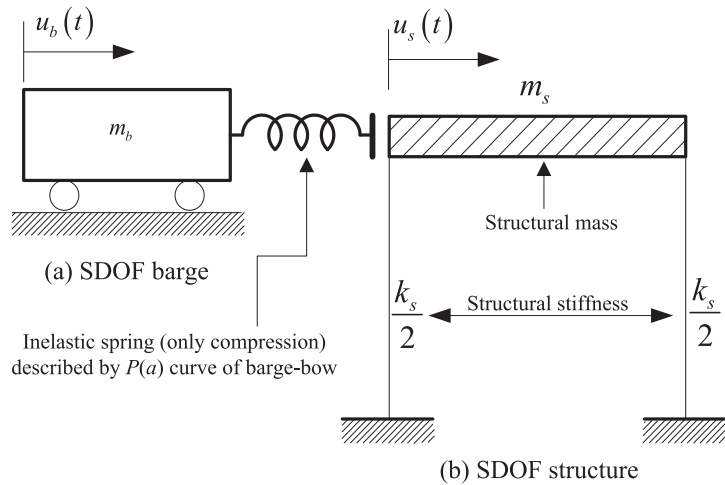 u_b(t)
u_s(t)
m_s
m_b
Structural mass
(a) SDOF barge
k_s/2
Structural stiffness
k_s/2
Inelastic spring (only compression)
described by P(a) curve of barge-bow
(b) SDOF structure